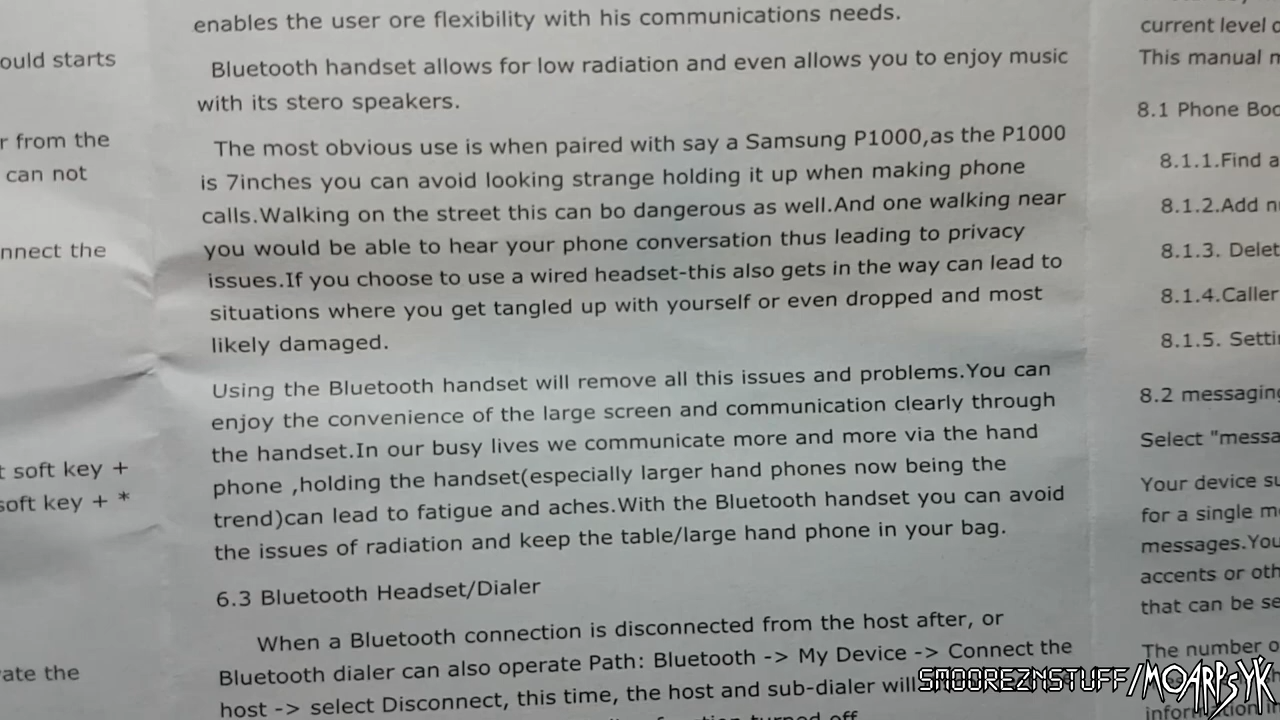 ould starts
r from the
can not
nnect the
t soft key +
soft key + *
ate the
enables the user ore flexibility with his communications needs.
Bluetooth handset allows for low radiation and even allows you to enjoy music
with its stero speakers.
The most obvious use is when paired with say a Samsung P1000,as the P1000
is 7inches you can avoid looking strange holding it up when making phone
calls.Walking on the street this can bo dangerous as well.And one walking near
you would be able to hear your phone conversation thus leading to privacy
issues.If you choose to use a wired headset-this also gets in the way can lead to
situations where you get tangled up with yourself or even dropped and most
likely damaged.
Using the Bluetooth handset will remove all this issues and problems.You can
enjoy the convenience of the large screen and communication clearly through
the handset.In our busy lives we communicate more and more via the hand
phone ,holding the handset(especially larger hand phones now being the
trend)can lead to fatigue and aches.With the Bluetooth handset you can avoid
the issues of radiation and keep the table/large hand phone in your bag.
6.3 Bluetooth Headset/Dialer
When a Bluetooth connection is disconnected from the host after, or
Bluetooth dialer can also operate Path: Bluetooth -> My Device -> Connect the
host -> select Disconnect, this time, the host and sub-dialer will
turned off
current level o
This manual m
8.1 Phone Boo
8.1.1.Find a
8.1.2.Add n
8.1.3. Delet
8.1.4.Caller
8.1.5. Setti
8.2 messaging
Select "messa
Your device su
for a single m
messages.You
accents or oth
that can be se
The number o
SMOOREZNSTUFF/MOARPSYK